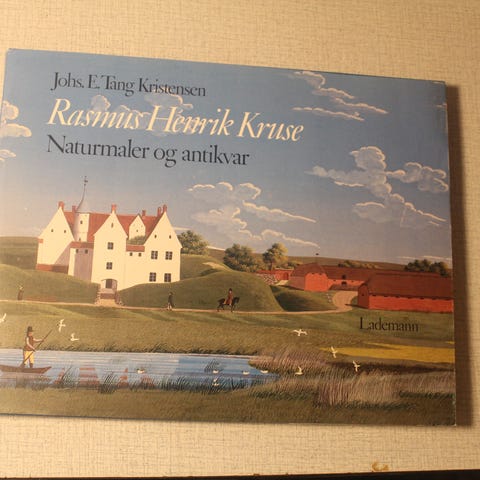 Johs. E. Tang Kristensen
Rasmus Henrik Kruse
Naturmaler og antikvar
Lademann